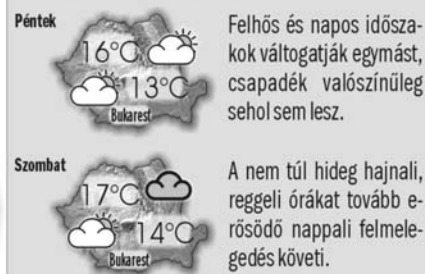 Péntek
16°C
13°C
Bukarest
Felhős és napos idősza-
kok váltogatják egymást,
csapadék valószínűleg
sehol sem lesz.
Szombat
17°C
14°C
Bukarest
A nem túl hideg hajnali,
reggeli órákat tovább e-
rősödő nappali felmele-
gedés követi.